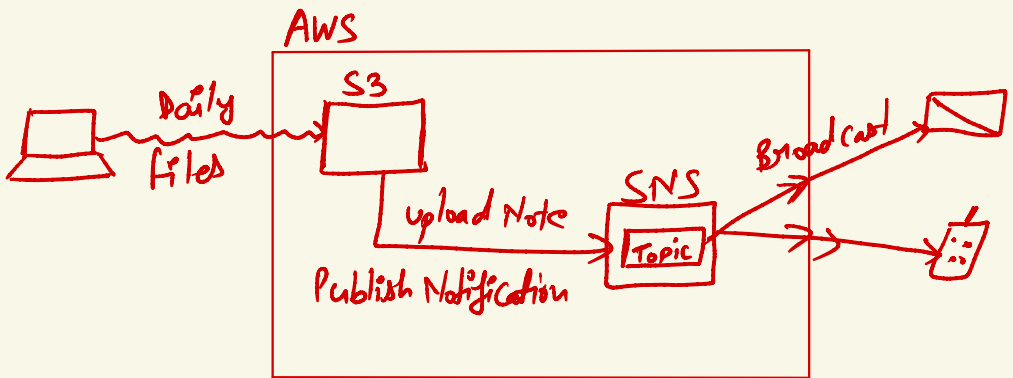 AWS
S3
Daily
files
Broadcast
SNS
Upload Note
Topic
Publish Notification